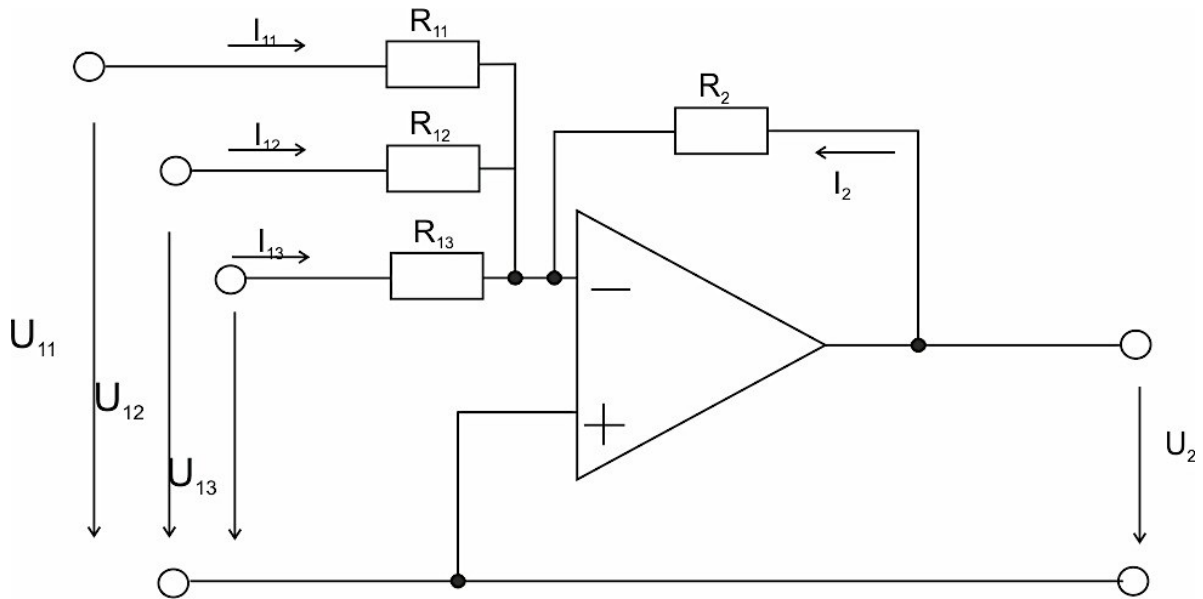 I₁₁
R₁₁
R₂
I₁₂
R₁₂
I₂
I₁₃
R₁₃
−
U₁₁
U₁₂
+
U₁₃
U₂